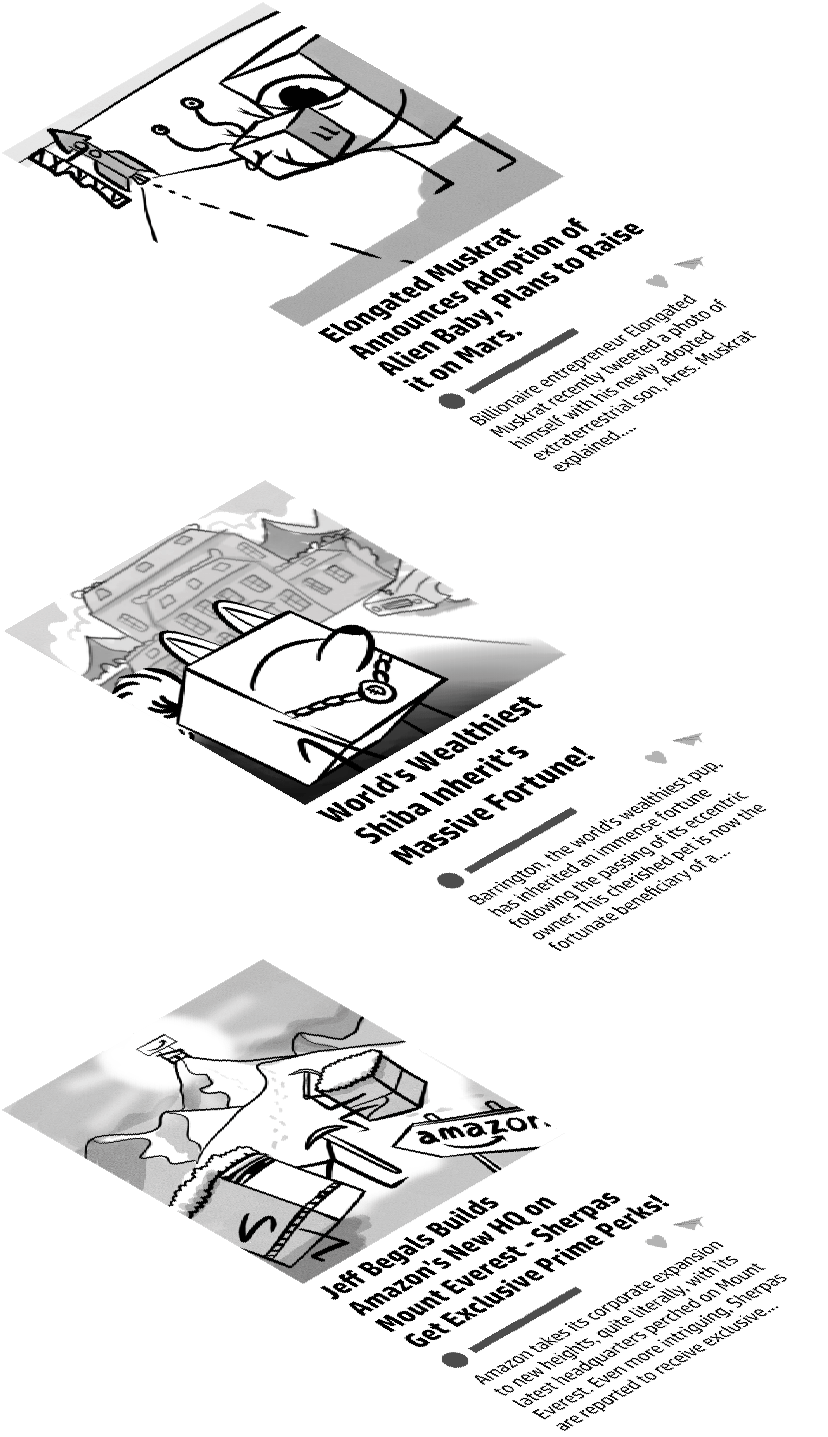 Elongated Muskrat
Announces Adoption of
Alien Baby, Plans to Raise
it on Mars.
Billionaire entrepreneur Elongated
Muskrat recently tweeted a photo of
himself with his newly adopted
extraterrestrial son, Ares. Muskrat
explained....
World's Wealthiest
Shiba Inherit's
Massive Fortune!
Barrington, the world's wealthiest pup,
has inherited an immense fortune
following the passing of its eccentric
owner. This cherished pet is now the
fortunate beneficiary of a...
amazon.
Jeff Begals Builds
Amazon's New HQ on
Mount Everest - Sherpas
Get Exclusive Prime Perks!
Amazon takes its corporate expansion
to new heights, quite literally, with its
latest headquarters perched on Mount
Everest. Even more intriguing, Sherpas
are reported to receive exclusive...